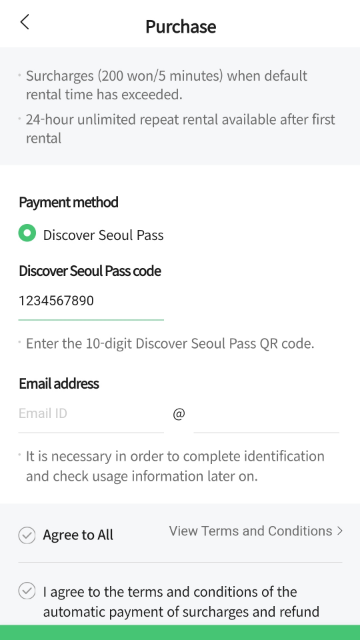 Purchase
Surcharges (200 won/5 minutes) when default
rental time has exceeded.
24-hour unlimited repeat rental available after first
rental
Payment method
Discover Seoul Pass
Discover Seoul Pass code
1234567890
Enter the 10-digit Discover Seoul Pass QR code.
Email address
Email ID @
It is necessary in order to complete identification
and check usage information later on.
Agree to All View Terms and Conditions >
I agree to the terms and conditions of the
automatic payment of surcharges and refund